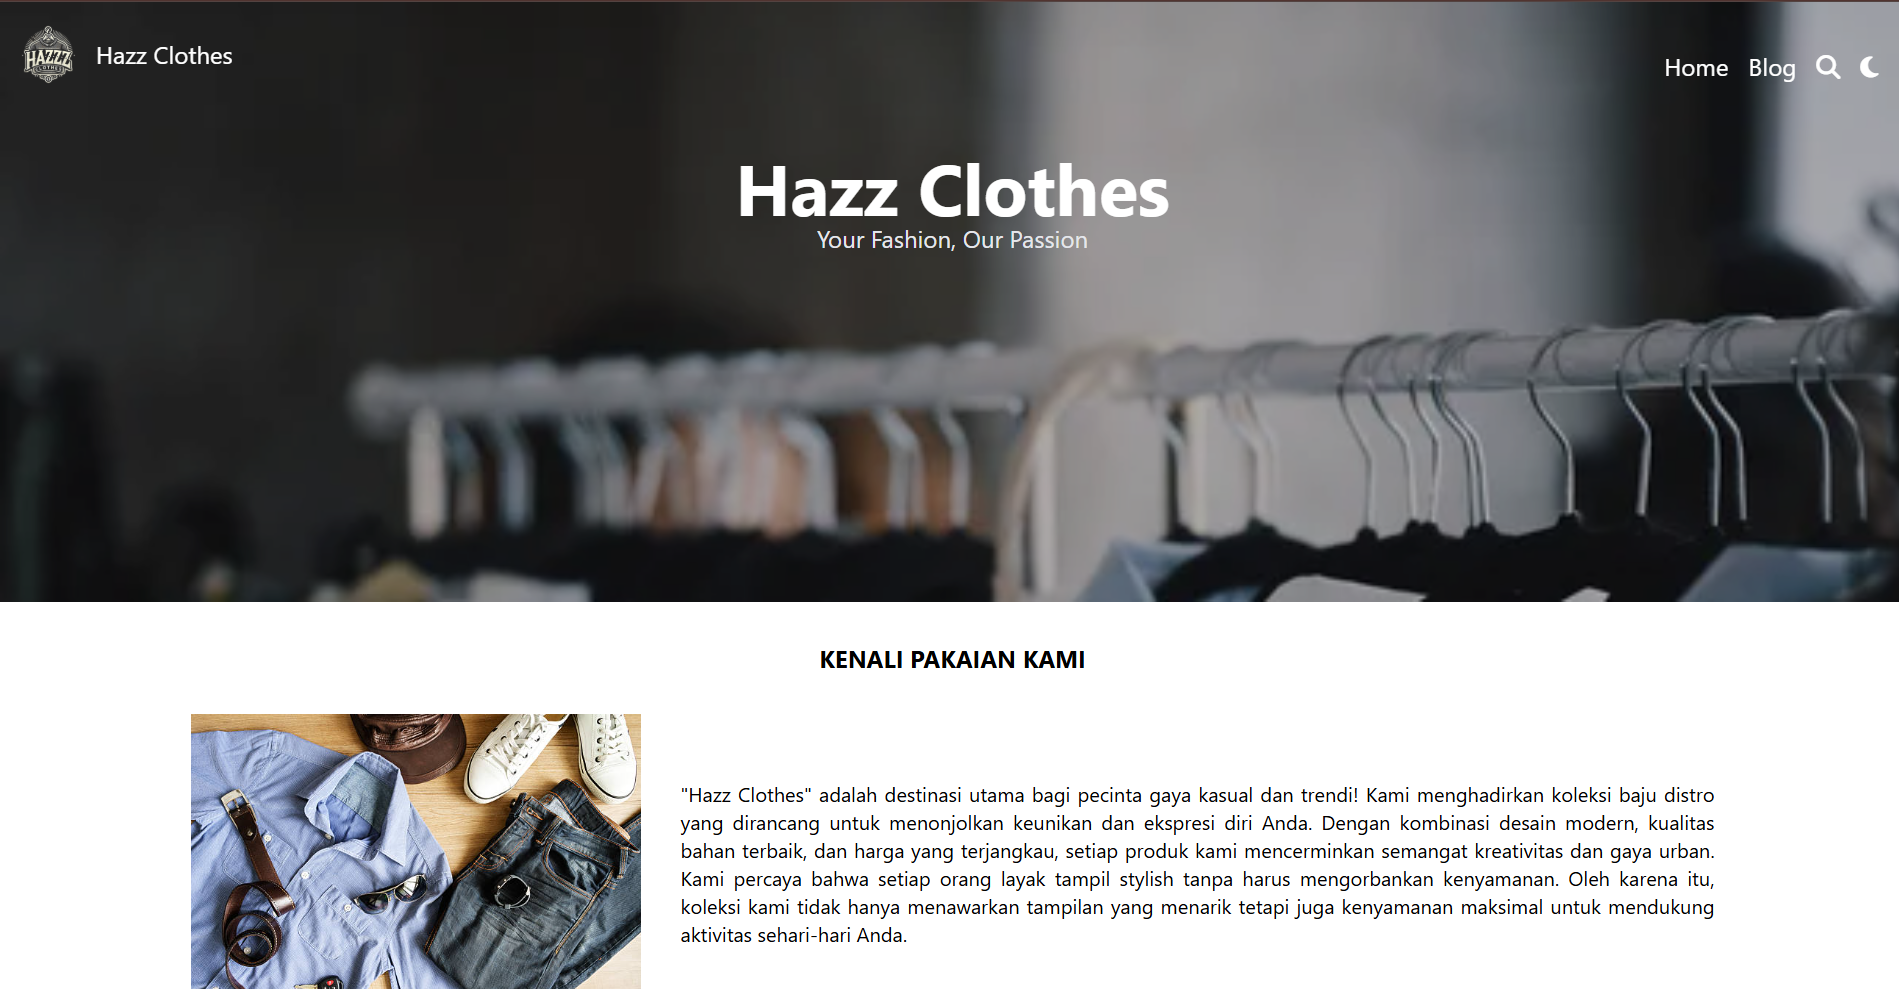 HAZZZ
CLOTHES
Hazz Clothes
Home Blog
Hazz Clothes
Your Fashion, Our Passion
KENALI PAKAIAN KAMI
"Hazz Clothes" adalah destinasi utama bagi pecinta gaya kasual dan trendi! Kami menghadirkan koleksi baju distro
yang dirancang untuk menonjolkan keunikan dan ekspresi diri Anda. Dengan kombinasi desain modern, kualitas
bahan terbaik, dan harga yang terjangkau, setiap produk kami mencerminkan semangat kreativitas dan gaya urban.
Kami percaya bahwa setiap orang layak tampil stylish tanpa harus mengorbankan kenyamanan. Oleh karena itu,
koleksi kami tidak hanya menawarkan tampilan yang menarik tetapi juga kenyamanan maksimal untuk mendukung
aktivitas sehari-hari Anda.